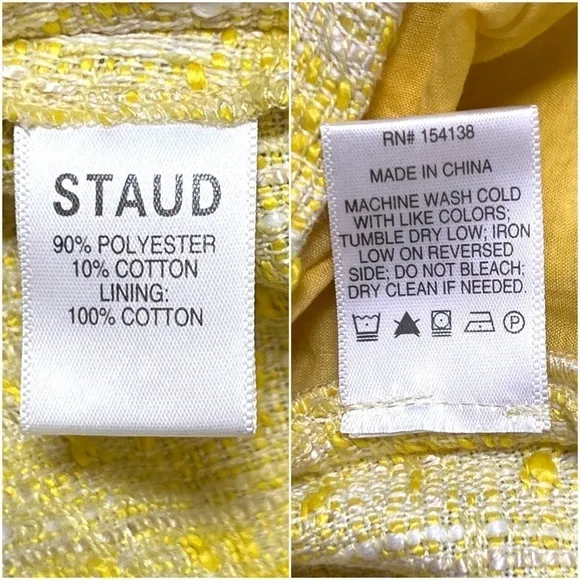 STAUD
90% POLYESTER
10% COTTON
LINING:
100% COTTON
RN# 154138
MADE IN CHINA
MACHINE WASH COLD
WITH LIKE COLORS;
TUMBLE DRY LOW; IRON
LOW ON REVERSED
SIDE; DO NOT BLEACH;
DRY CLEAN IF NEEDED.
P